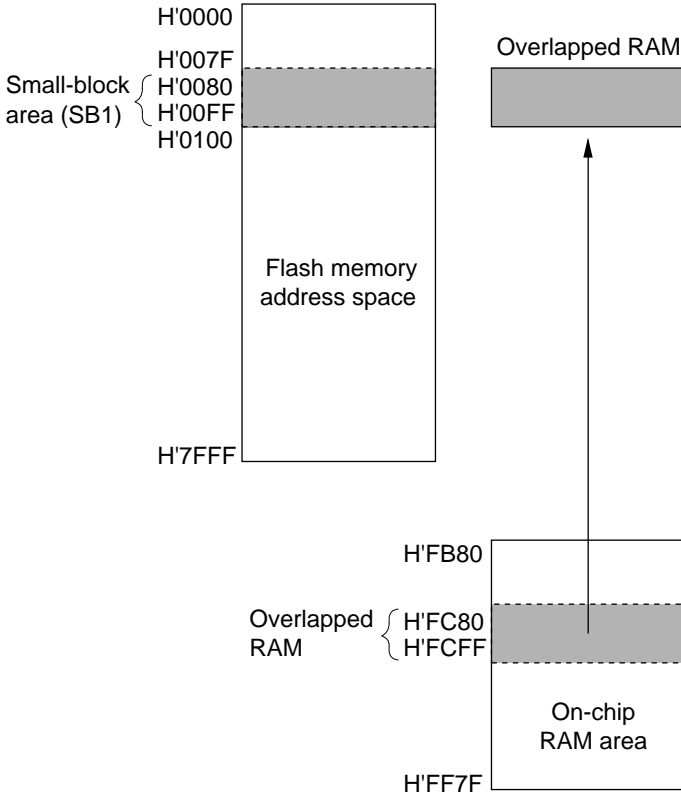 H'0000
H'007F
Small-block
area (SB1)
H'0080
H'00FF
H'0100
Overlapped RAM
Flash memory
address space
H'7FFF
H'FB80
Overlapped
RAM
H'FC80
H'FCFF
On-chip
RAM area
H'FF7F